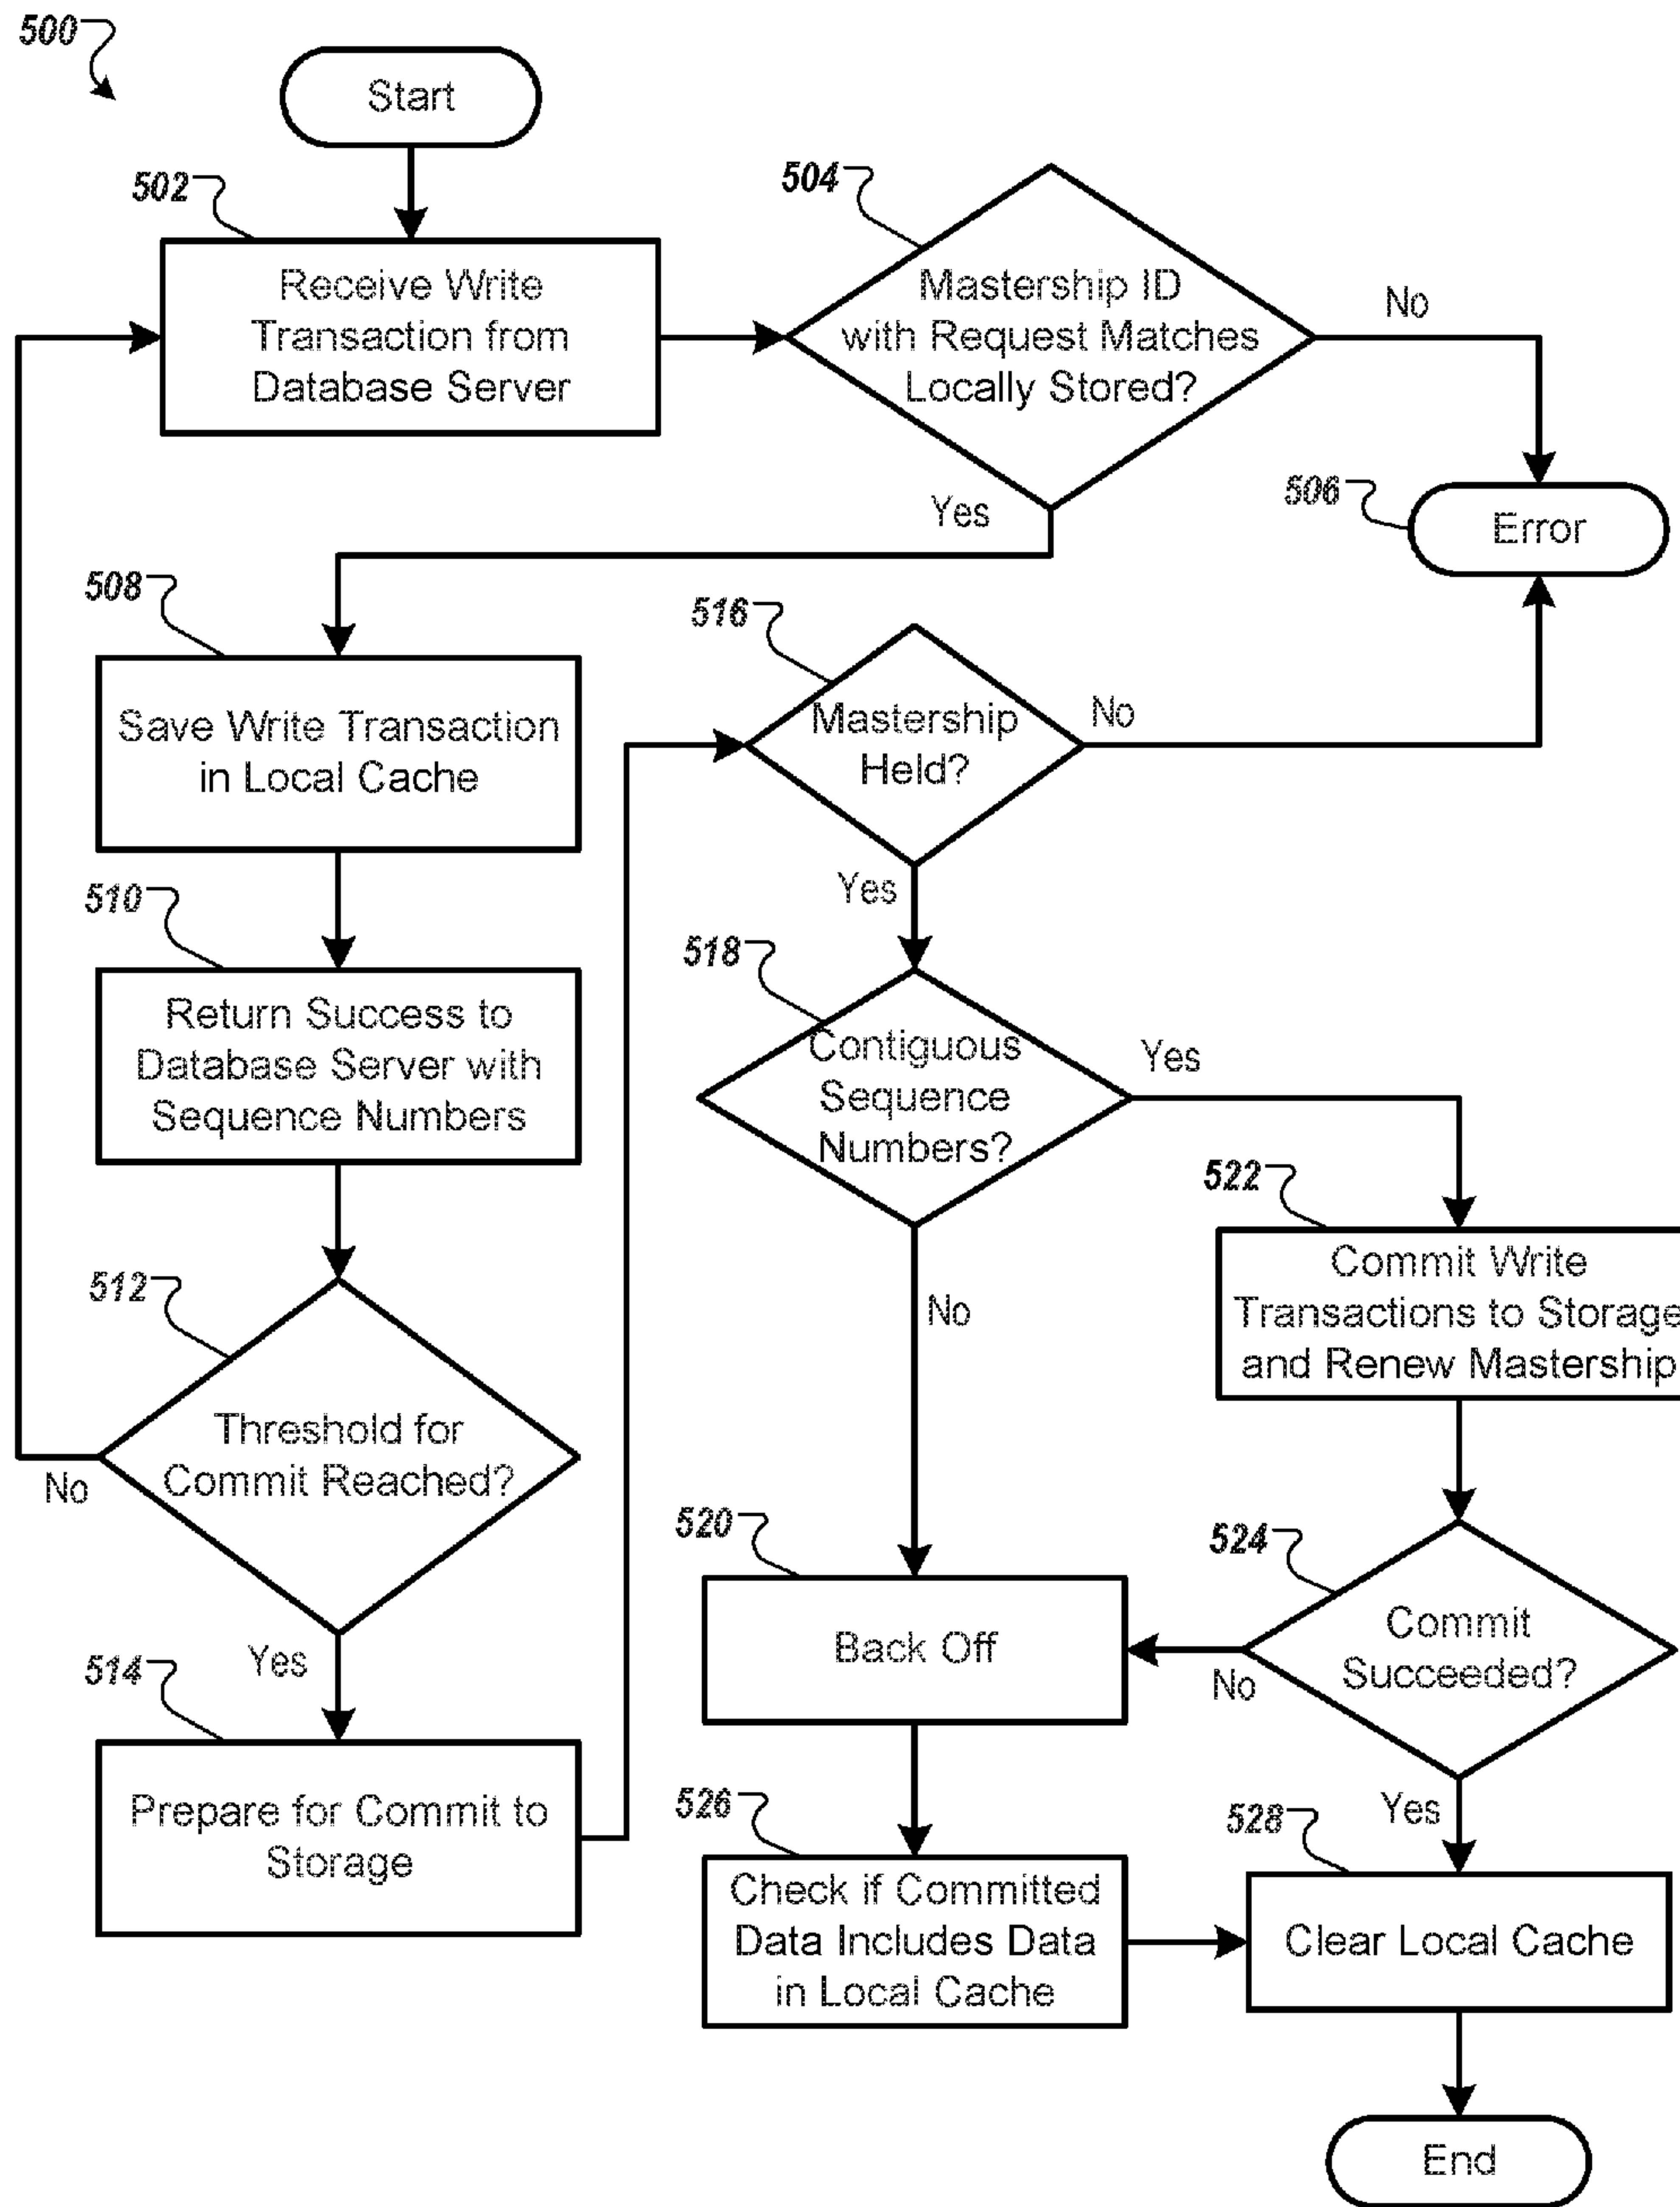 500
Start
502
Receive Write
Transaction from
Database Server
504
Mastership ID
with Request Matches
Locally Stored?
No
Yes
506
Error
508
Save Write Transaction
in Local Cache
510
Return Success to
Database Server with
Sequence Numbers
512
Threshold for
Commit Reached?
No
Yes
514
Prepare for Commit to
Storage
516
Mastership
Held?
No
Yes
518
Contiguous
Sequence
Numbers?
Yes
No
522
Commit Write
Transactions to Storage
and Renew Mastership
520
Back Off
524
Commit
Succeeded?
No
Yes
526
Check if Committed
Data Includes Data
in Local Cache
528
Clear Local Cache
End